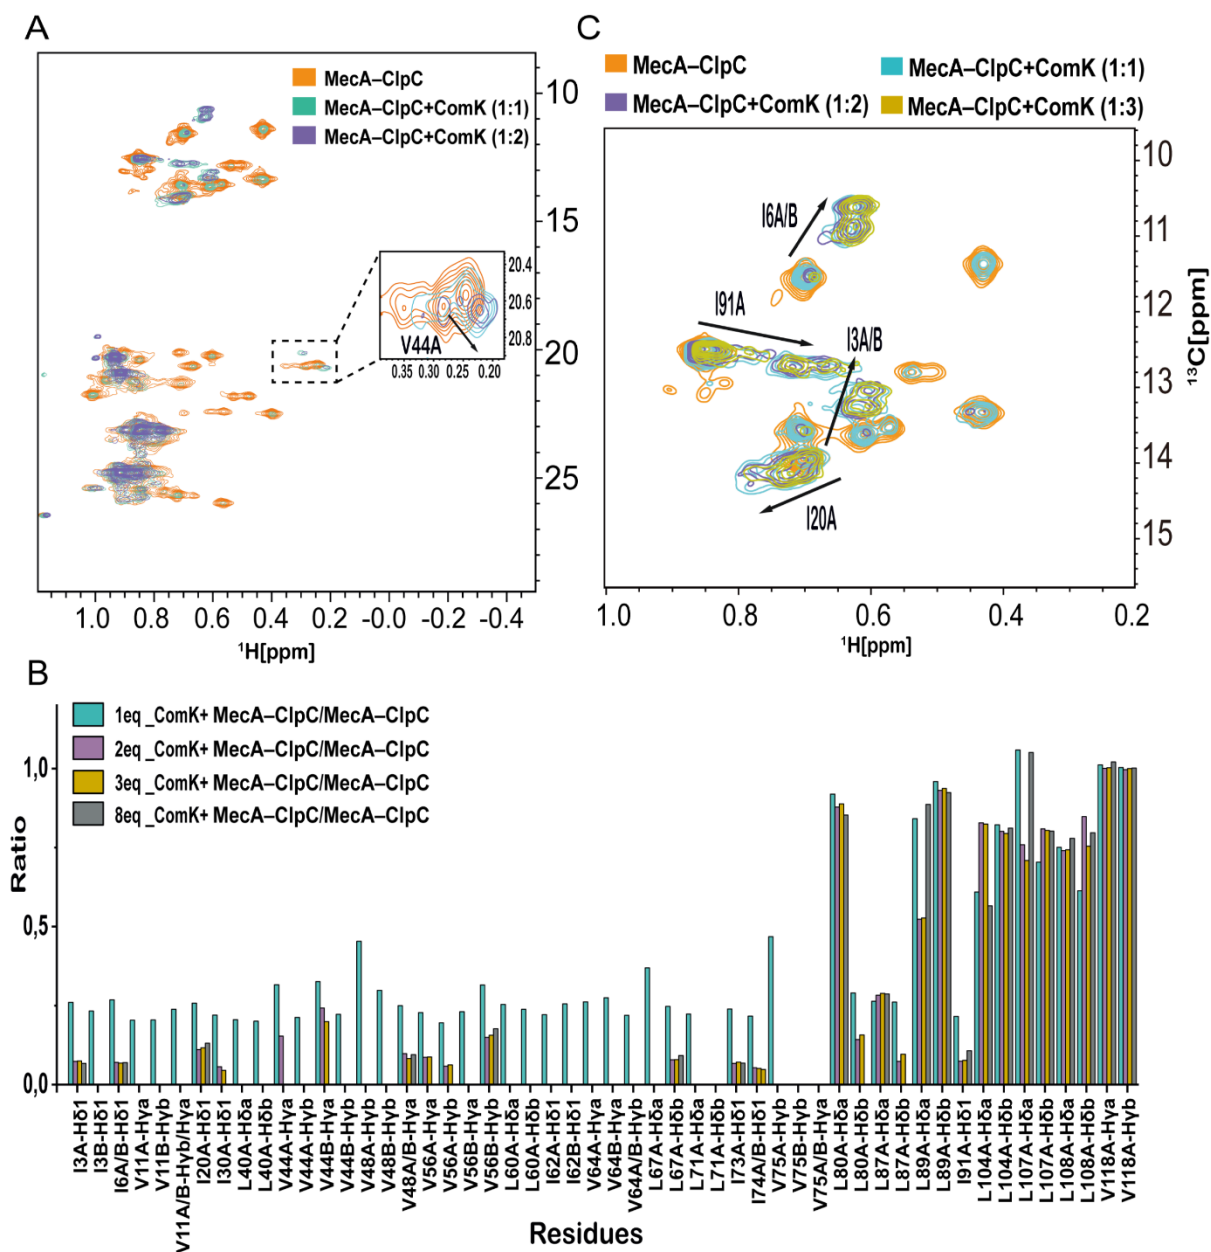 A
MecA–ClpC
MecA–ClpC+ComK (1:1)
MecA–ClpC+ComK (1:2)
10
15
20
25
20.4
20.6
20.8
V44A
0.35 0.30 0.25 0.20
1.0 0.8 0.6 0.4 0.2 -0.0 -0.2 -0.4
¹H[ppm]
C
MecA–ClpC
MecA–ClpC+ComK (1:1)
MecA–ClpC+ComK (1:2)
MecA–ClpC+ComK (1:3)
I6A/B
I91A
I3A/B
I20A
10
11
12
13
14
15
¹³C[ppm]
1.0 0.8 0.6 0.4 0.2
¹H[ppm]
B
1eq _ComK+ MecA–ClpC/MecA–ClpC
2eq _ComK+ MecA–ClpC/MecA–ClpC
3eq _ComK+ MecA–ClpC/MecA–ClpC
8eq _ComK+ MecA–ClpC/MecA–ClpC
Ratio
1,0
0,5
0,0
I3A-Hδ1
I3B-Hδ1
I6A/B-Hδ1
V11A-Hγa
V11B-Hγb
V11A/B-Hγb/Hγa
I20A-Hδ1
I30A-Hδ1
L40A-Hδa
L40A-Hδb
V44A-Hγa
V44A-Hγb
V44B-Hγa
V44B-Hγb
V48A-Hγb
V48B-Hγb
V48A/B-Hγa
V56A-Hγa
V56A-Hγb
V56B-Hγa
V56B-Hγb
L60A-Hδa
L60A-Hδb
I62A-Hδ1
I62B-Hδ1
V64A-Hγa
V64B-Hγa
V64A/B-Hγb
L67A-Hδa
L67A-Hδb
L71A-Hδa
L71A-Hδb
I73A-Hδ1
I74A/B-Hδ1
V75A-Hγb
V75B-Hγb
V75A/B-Hγa
L80A-Hδa
L80A-Hδb
L87A-Hδa
L87A-Hδb
L89A-Hδa
L89A-Hδb
I91A-Hδ1
L104A-Hδa
L104A-Hδb
L107A-Hδa
L107A-Hδb
L108A-Hδa
L108A-Hδb
V118A-Hγa
V118A-Hγb
Residues